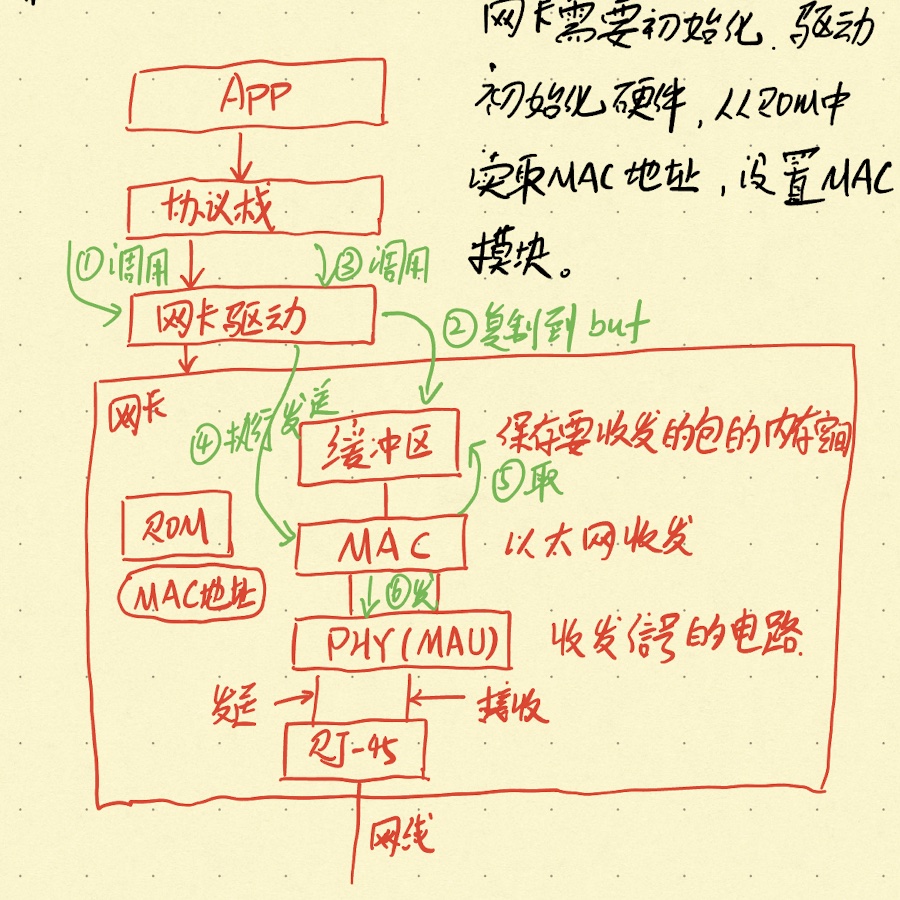 网卡需要初始化.驱动
初始化硬件,从ROM中
读取MAC地址,设置MAC
模块。
App
协议栈
①调用
③调用
网卡驱动
②复制到 buf
网卡
④执行发送
缓冲区
保存要收发的包的内存空间
⑤取
ROM
MAC
以太网收发
MAC地址
⑥发
PHY(MAU)
收发信号的电路.
发送
接收
RJ-45
网线